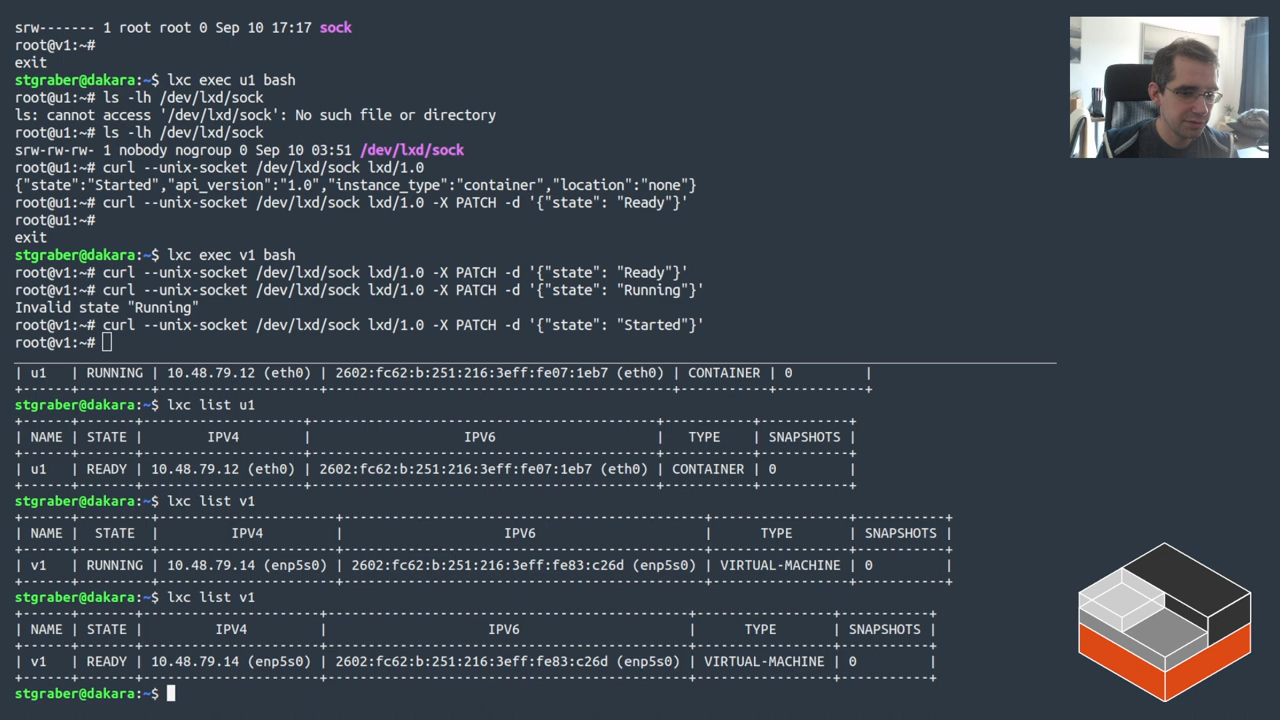 srw------- 1 root root 0 Sep 10 17:17 sock
root@v1:~#
exit
stgraber@dakara:~$ lxc exec u1 bash
root@u1:~# ls -lh /dev/lxd/sock
ls: cannot access '/dev/lxd/sock': No such file or directory
root@u1:~# ls -lh /dev/lxd/sock
srw-rw-rw- 1 nobody nogroup 0 Sep 10 03:51 /dev/lxd/sock
root@u1:~# curl --unix-socket /dev/lxd/sock lxd/1.0
{"state":"Started","api_version":"1.0","instance_type":"container","location":"none"}
root@u1:~# curl --unix-socket /dev/lxd/sock lxd/1.0 -X PATCH -d '{"state": "Ready"}'
root@u1:~#
exit
stgraber@dakara:~$ lxc exec v1 bash
root@v1:~# curl --unix-socket /dev/lxd/sock lxd/1.0 -X PATCH -d '{"state": "Ready"}'
root@v1:~# curl --unix-socket /dev/lxd/sock lxd/1.0 -X PATCH -d '{"state": "Running"}'
Invalid state "Running"
root@v1:~# curl --unix-socket /dev/lxd/sock lxd/1.0 -X PATCH -d '{"state": "Started"}'
root@v1:~#
| u1 | RUNNING | 10.48.79.12 (eth0) | 2602:fc62:b:251:216:3eff:fe07:1eb7 (eth0) | CONTAINER | 0 |
+------+---------+--------------------+-------------------------------------------+-----------+-----------+
stgraber@dakara:~$ lxc list u1
+------+-------+--------------------+-------------------------------------------+-----------+-----------+
| NAME | STATE | IPV4 | IPV6 | TYPE | SNAPSHOTS |
+------+-------+--------------------+-------------------------------------------+-----------+-----------+
| u1 | READY | 10.48.79.12 (eth0) | 2602:fc62:b:251:216:3eff:fe07:1eb7 (eth0) | CONTAINER | 0 |
+------+-------+--------------------+-------------------------------------------+-----------+-----------+
stgraber@dakara:~$ lxc list v1
+------+---------+----------------------+---------------------------------------------+-----------------+-----------+
| NAME | STATE | IPV4 | IPV6 | TYPE | SNAPSHOTS |
+------+---------+----------------------+---------------------------------------------+-----------------+-----------+
| v1 | RUNNING | 10.48.79.14 (enp5s0) | 2602:fc62:b:251:216:3eff:fe83:c26d (enp5s0) | VIRTUAL-MACHINE | 0 |
+------+---------+----------------------+---------------------------------------------+-----------------+-----------+
stgraber@dakara:~$ lxc list v1
+------+-------+----------------------+---------------------------------------------+-----------------+-----------+
| NAME | STATE | IPV4 | IPV6 | TYPE | SNAPSHOTS |
+------+-------+----------------------+---------------------------------------------+-----------------+-----------+
| v1 | READY | 10.48.79.14 (enp5s0) | 2602:fc62:b:251:216:3eff:fe83:c26d (enp5s0) | VIRTUAL-MACHINE | 0 |
+------+-------+----------------------+---------------------------------------------+-----------------+-----------+
stgraber@dakara:~$